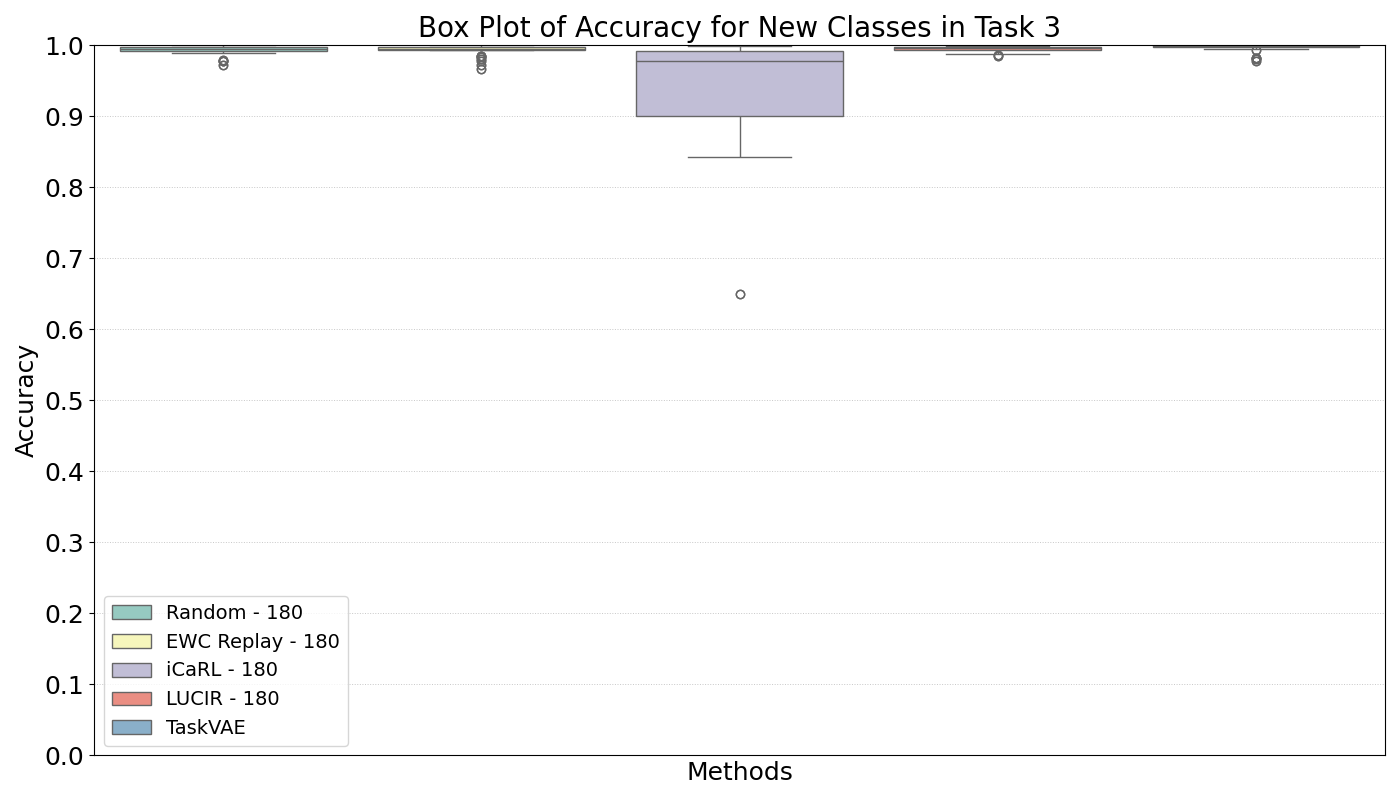 Box Plot of Accuracy for New Classes in Task 3
1.0
0.9
0.8
0.7
0.6
0.5
0.4
0.3
0.2
0.1
0.0
Accuracy
Random - 180
EWC Replay - 180
iCaRL - 180
LUCIR - 180
TaskVAE
Methods